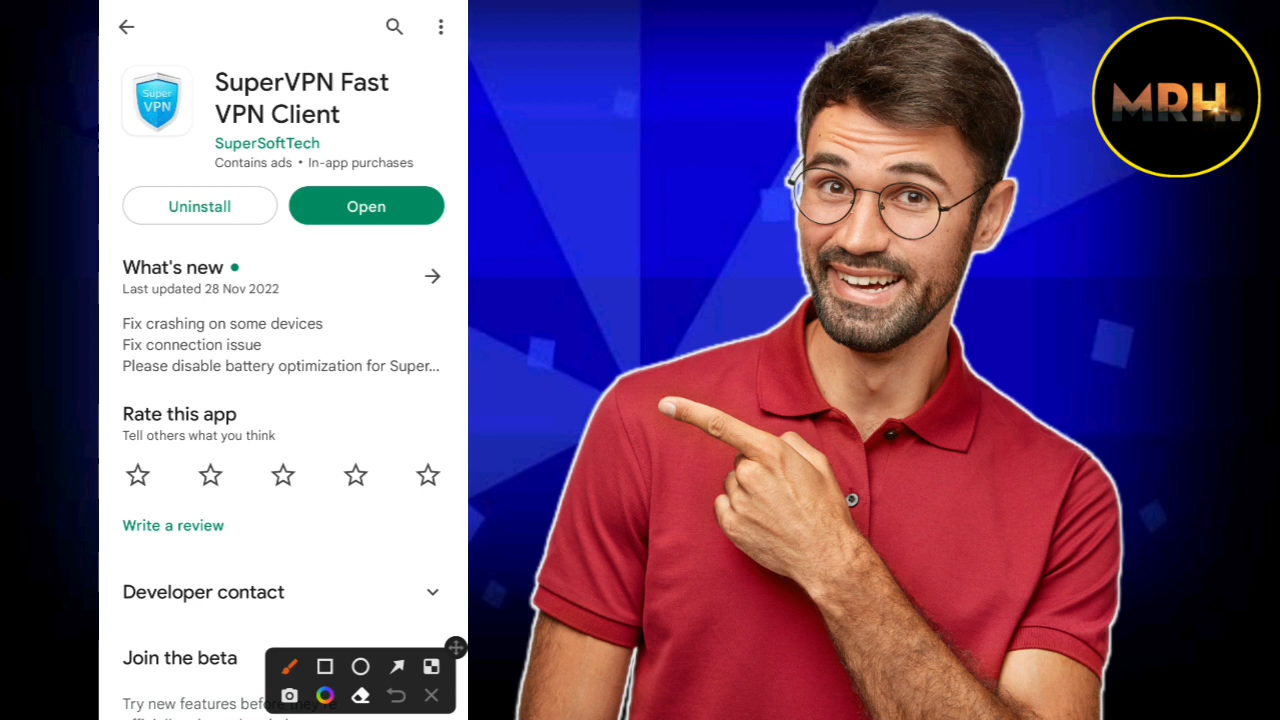 SuperVPN Fast
VPN Client
Super
VPN
SuperSoftTech
Contains ads • In-app purchases
Uninstall
Open
What's new
Last updated 28 Nov 2022
Fix crashing on some devices
Fix connection issue
Please disable battery optimization for Super...
Rate this app
Tell others what you think
Write a review
Developer contact
Join the beta
Try new features before they're
MRH.